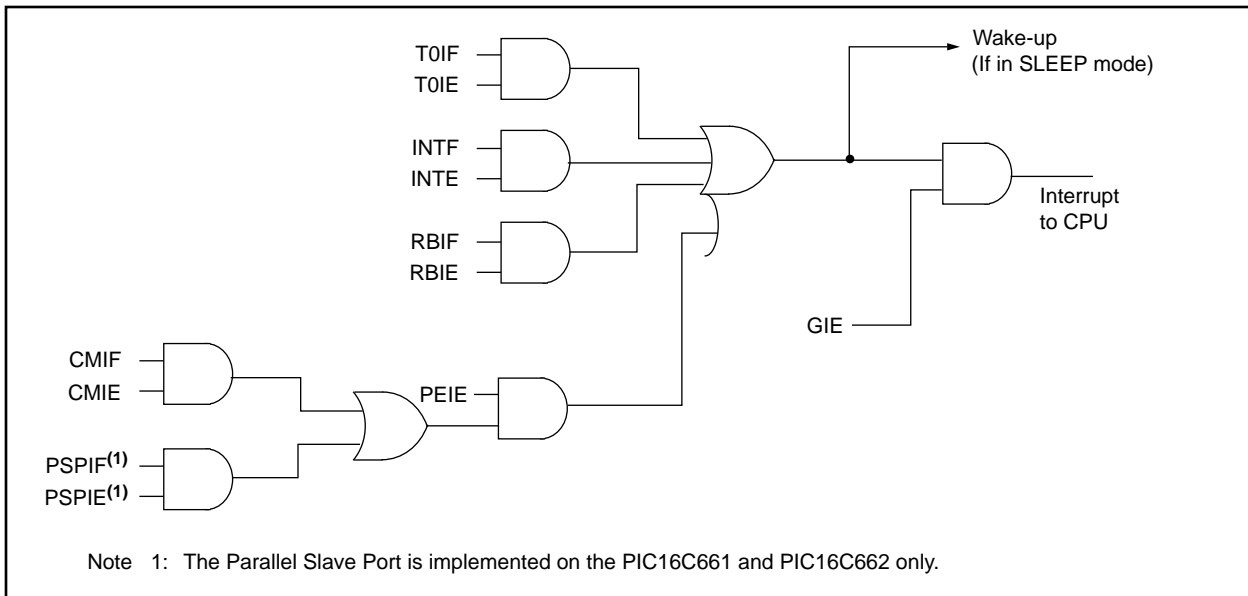 T0IF
T0IE
Wake-up
(If in SLEEP mode)
INTF
INTE
Interrupt
to CPU
RBIF
RBIE
GIE
CMIF
CMIE
PEIE
PSPIF(1)
PSPIE(1)
Note 1: The Parallel Slave Port is implemented on the PIC16C661 and PIC16C662 only.